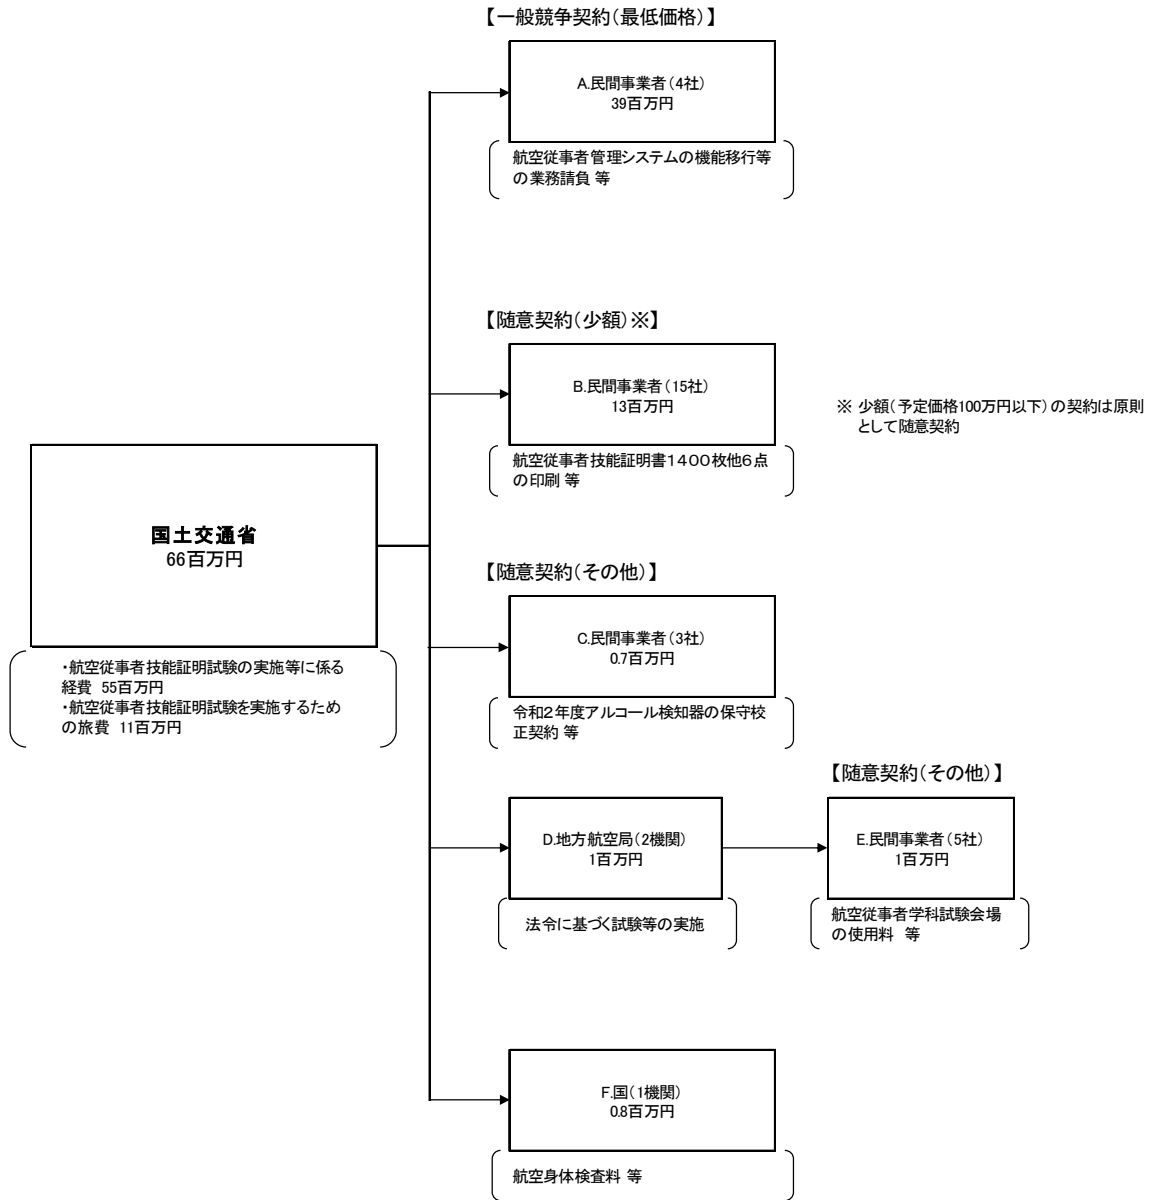 【一般競争契約(最低価格)】
A.民間事業者(4社)
39百万円
航空従事者管理システムの機能移行等
の業務請負 等
【随意契約(少額)※】
B.民間事業者(15社)
13百万円
※ 少額(予定価格100万円以下)の契約は原則
として随意契約
航空従事者技能証明書1400枚他6点
の印刷 等
国土交通省
66百万円
・航空従事者技能証明試験の実施等に係る
経費 55百万円
・航空従事者技能証明試験を実施するため
の旅費 11百万円
【随意契約(その他)】
C.民間事業者(3社)
0.7百万円
令和2年度アルコール検知器の保守校
正契約 等
D.地方航空局(2機関)
1百万円
法令に基づく試験等の実施
【随意契約(その他)】
E.民間事業者(5社)
1百万円
航空従事者学科試験会場
の使用料 等
F.国(1機関)
0.8百万円
航空身体検査料 等